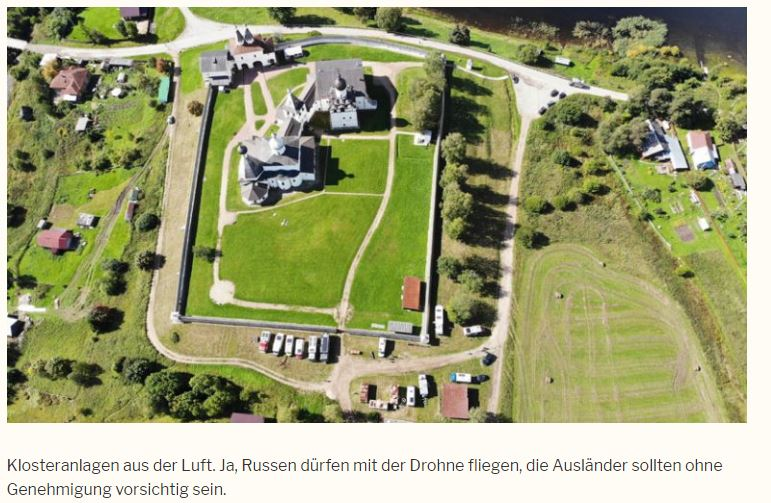 Klosteranlagen aus der Luft. Ja, Russen dürfen mit der Drohne fliegen, die Ausländer sollten ohne
Genehmigung vorsichtig sein.